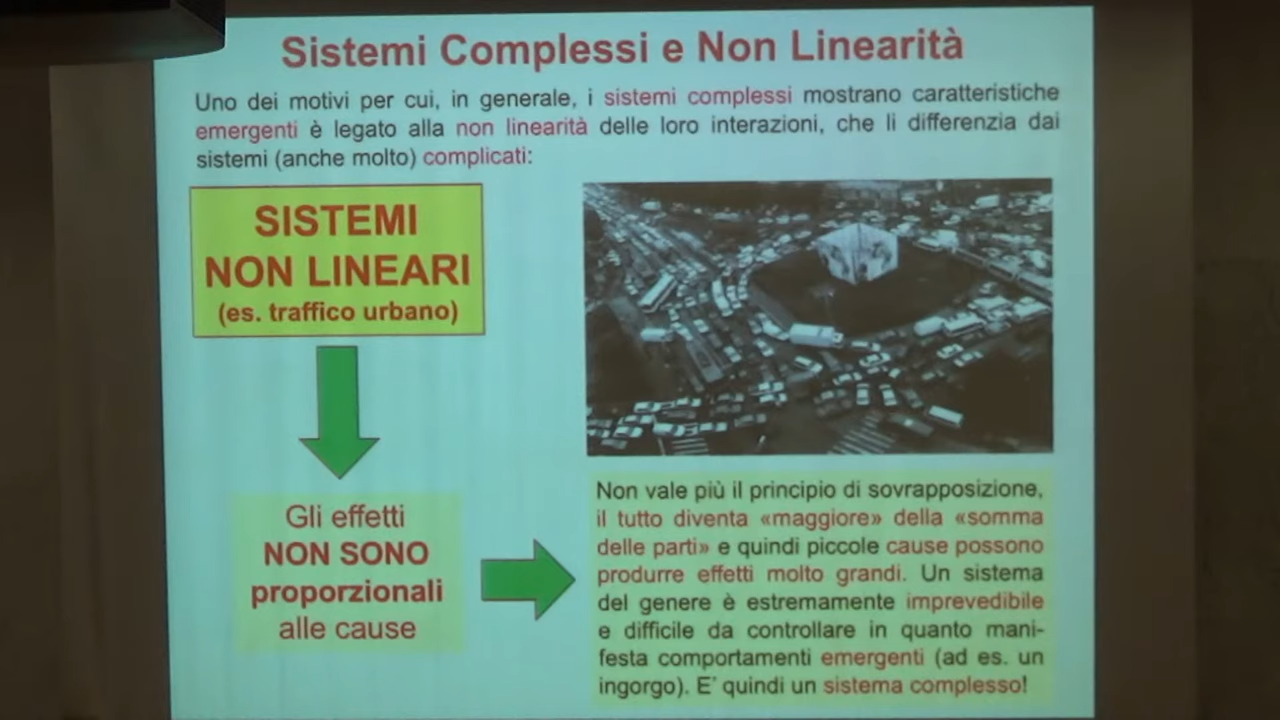 Sistemi Complessi e Non Linearità
Uno dei motivi per cui, in generale, i sistemi complessi mostrano caratteristiche
emergenti è legato alla non linearità delle loro interazioni, che li differenzia dai
sistemi (anche molto) complicati:
SISTEMI
NON LINEARI
(es. traffico urbano)
Gli effetti
NON SONO
proporzionali
alle cause
Non vale più il principio di sovrapposizione,
il tutto diventa «maggiore» della «somma
delle parti» e quindi piccole cause possono
produrre effetti molto grandi. Un sistema
del genere è estremamente imprevedibile
e difficile da controllare in quanto mani-
festa comportamenti emergenti (ad es. un
ingorgo). E' quindi un sistema complesso!